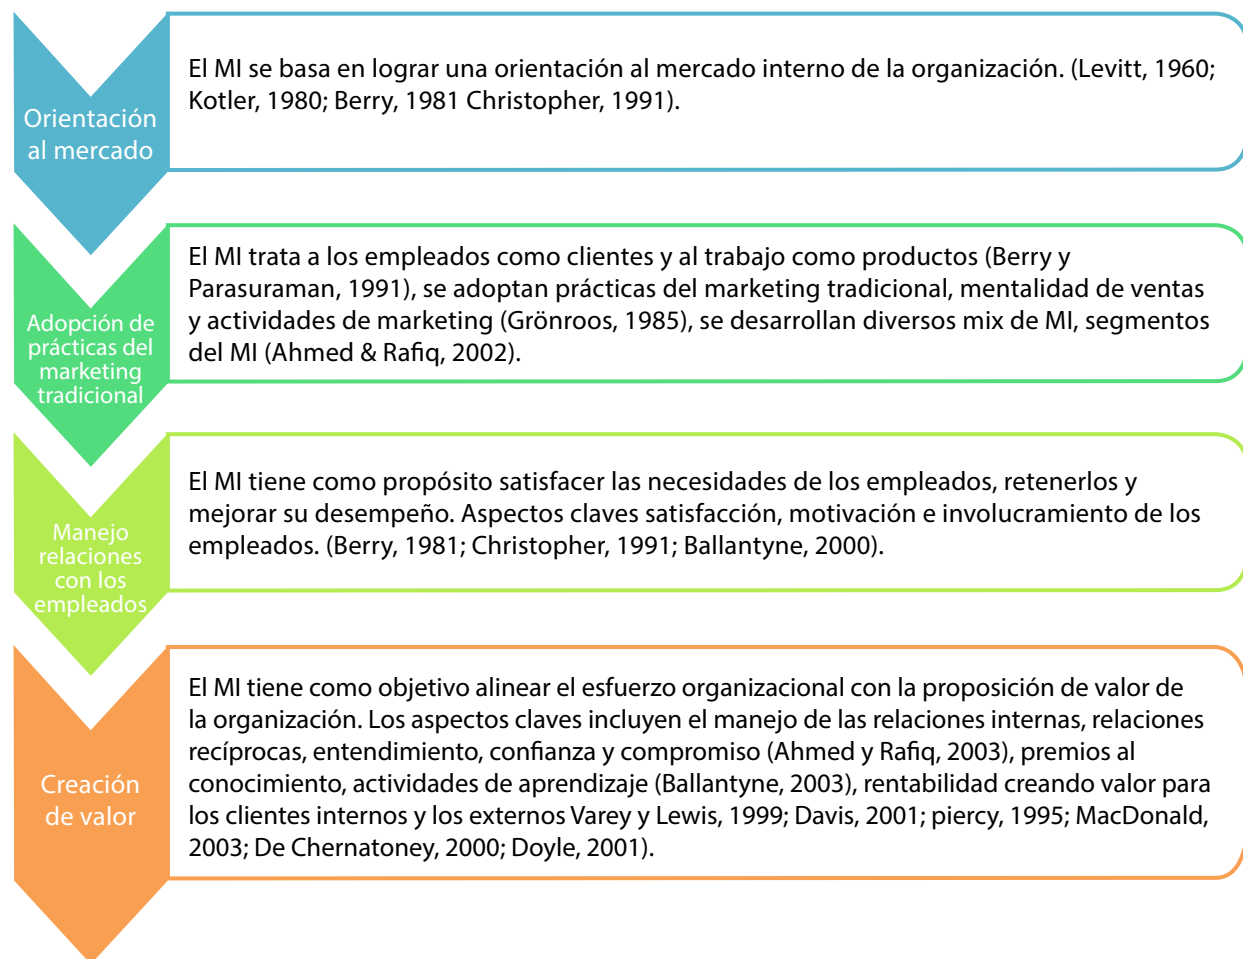 Orientación
al mercado
El MI se basa en lograr una orientación al mercado interno de la organización. (Levitt, 1960;
Kotler, 1980; Berry, 1981 Christopher, 1991).
Adopción de
prácticas del
marketing
tradicional
El MI trata a los empleados como clientes y al trabajo como productos (Berry y
Parasuraman, 1991), se adoptan prácticas del marketing tradicional, mentalidad de ventas
y actividades de marketing (Grönroos, 1985), se desarrollan diversos mix de MI, segmentos
del MI (Ahmed & Rafiq, 2002).
Manejo
relaciones
con los
empleados
El MI tiene como propósito satisfacer las necesidades de los empleados, retenerlos y
mejorar su desempeño. Aspectos claves satisfacción, motivación e involucramiento de los
empleados. (Berry, 1981; Christopher, 1991; Ballantyne, 2000).
Creación
de valor
El MI tiene como objetivo alinear el esfuerzo organizacional con la proposición de valor de
la organización. Los aspectos claves incluyen el manejo de las relaciones internas, relaciones
recíprocas, entendimiento, confianza y compromiso (Ahmed y Rafiq, 2003), premios al
conocimiento, actividades de aprendizaje (Ballantyne, 2003), rentabilidad creando valor para
los clientes internos y los externos Varey y Lewis, 1999; Davis, 2001; piercy, 1995; MacDonald,
2003; De Chernatoney, 2000; Doyle, 2001).